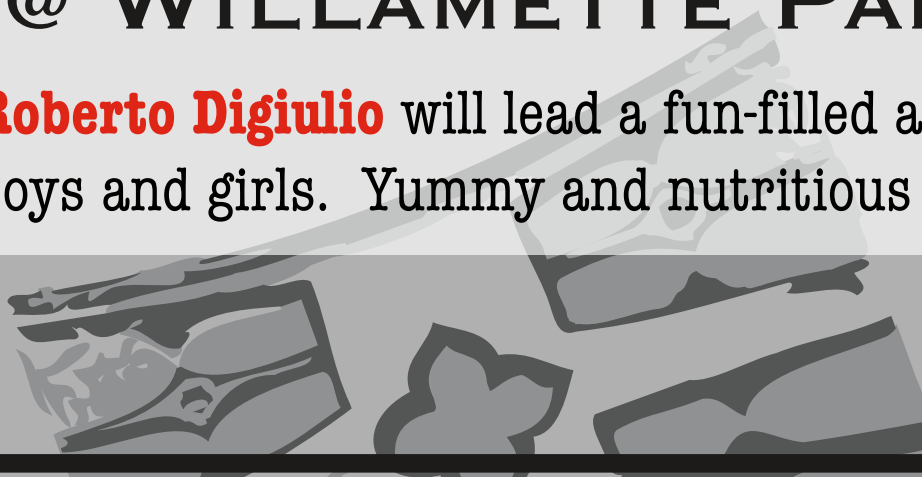 @ WILLAMETTE PA
Roberto Digiulio will lead a fun-filled a
oys and girls. Yummy and nutritious